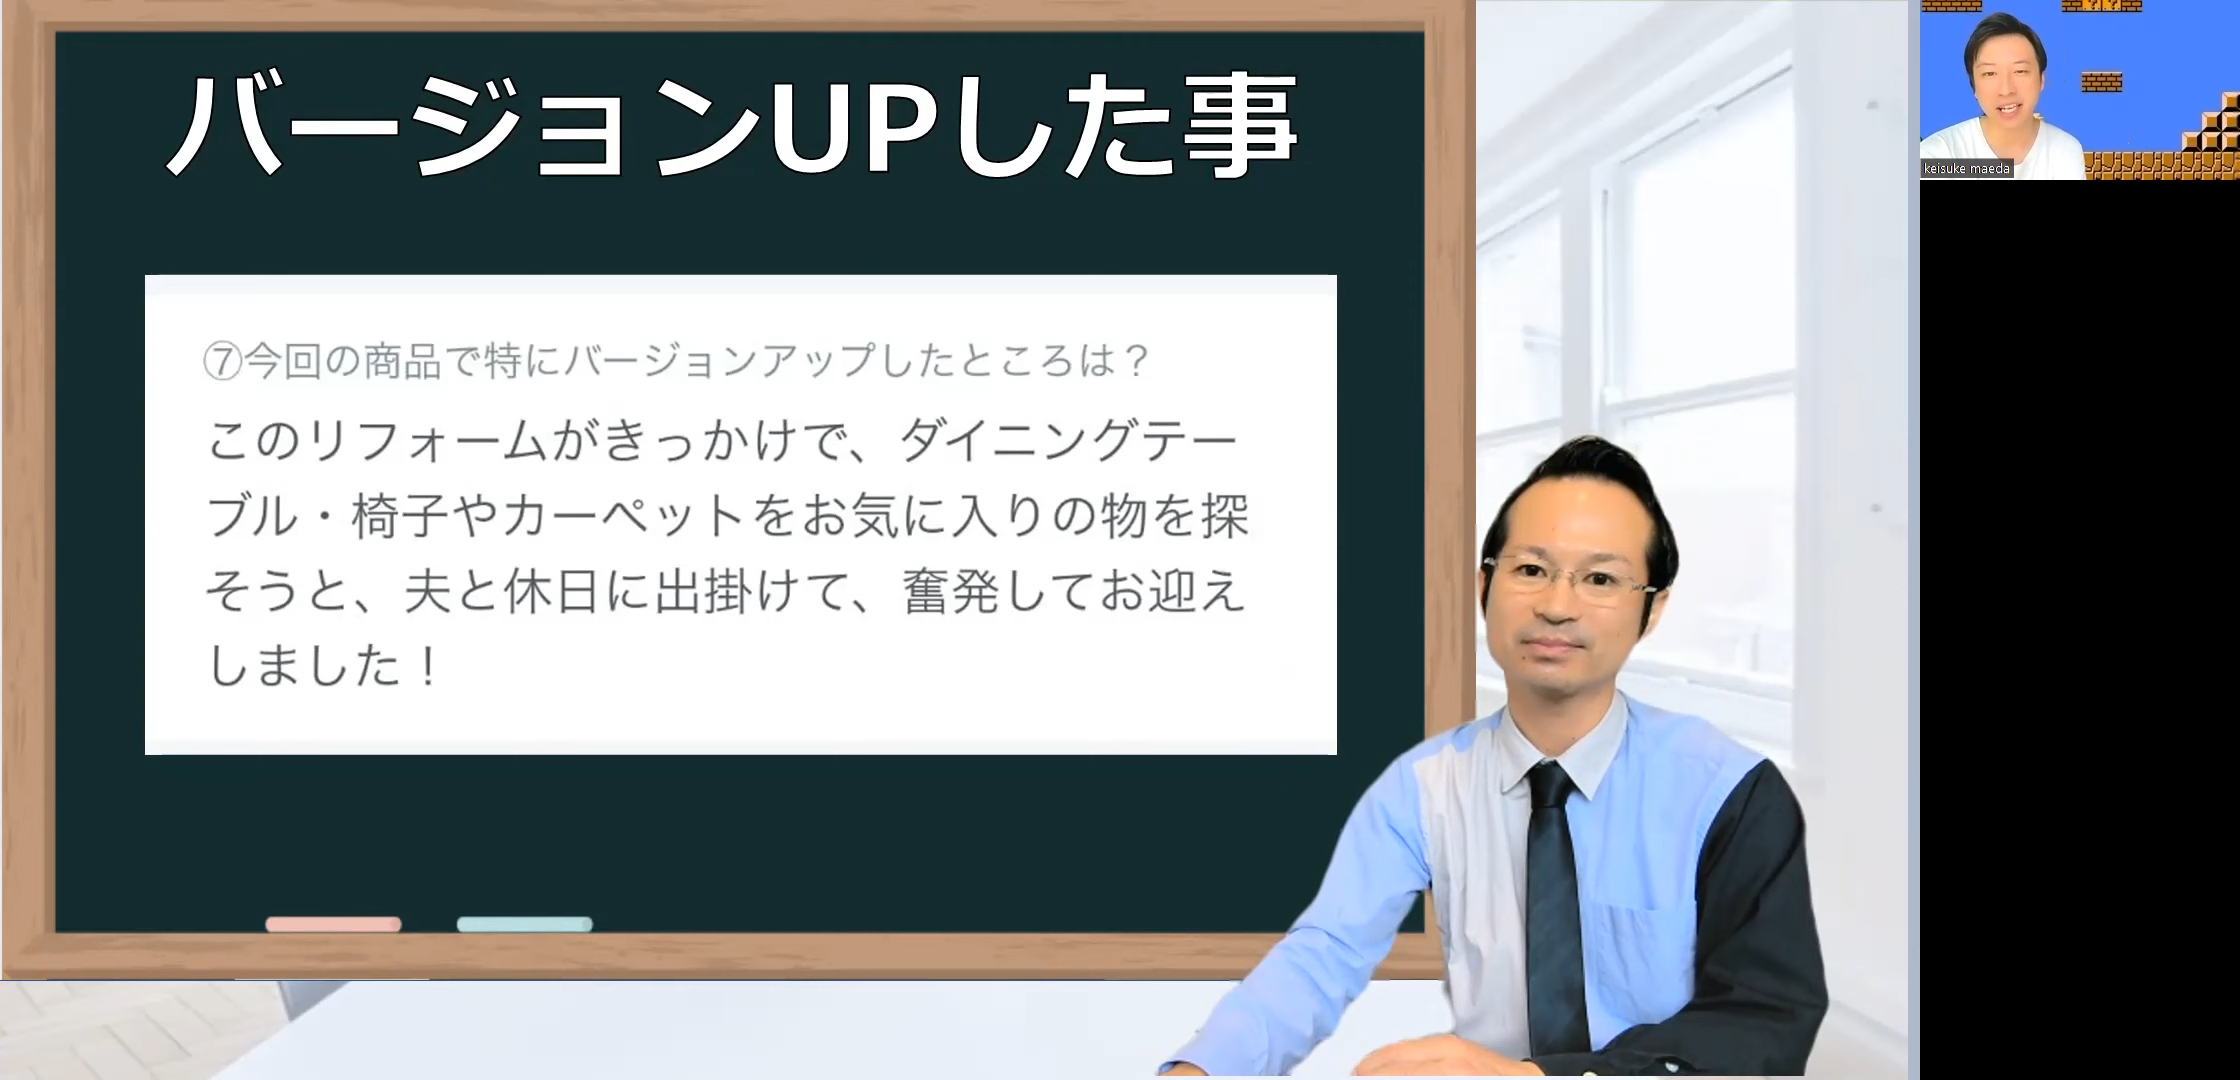 バージョンUPした事
⑦今回の商品で特にバージョンアップしたところは？
このリフォームがきっかけで、ダイニングテー
ブル・椅子やカーペットをお気に入りの物を探
そうと、夫と休日に出掛けて、奮発してお迎え
しました！
keisuke maeda